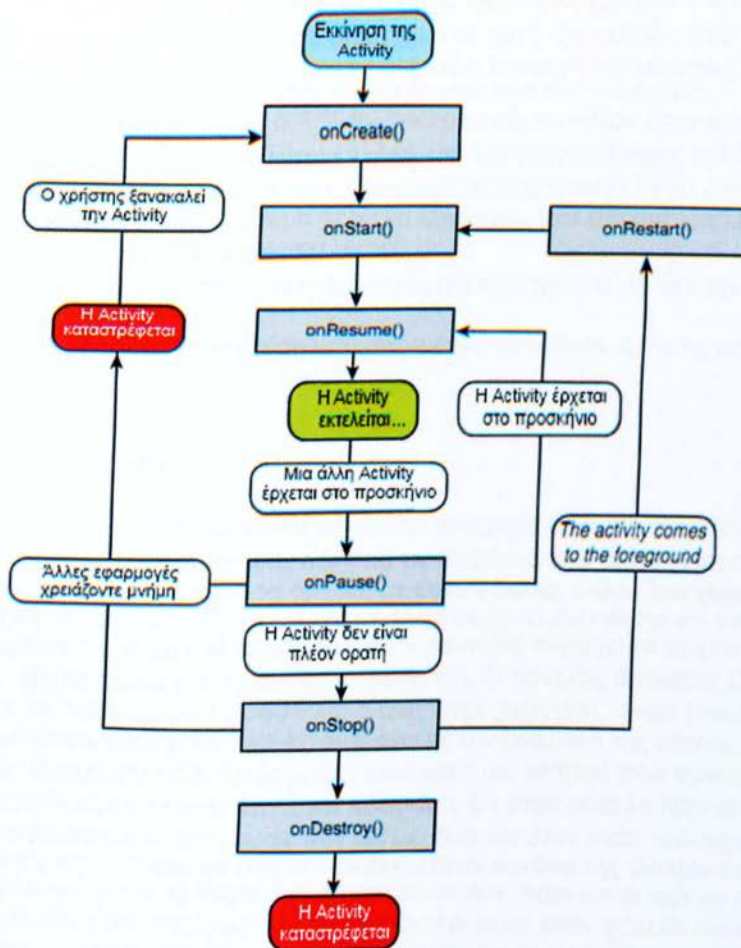 Εκκίνηση της
Activity
onCreate()
Ο χρήστης ξανακαλεί
την Activity
onStart()
onRestart()
Η Activity
καταστρέφεται
onResume()
Η Activity
εκτελείται...
Η Activity έρχεται
στο προσκήνιο
Μια άλλη Activity
έρχεται στο προσκήνιο
The activity comes
to the foreground
Άλλες εφαρμογές
χρειάζοντε μνήμη
onPause()
Η Activity δεν είναι
πλέον ορατή
onStop()
onDestroy()
Η Activity
καταστρέφεται